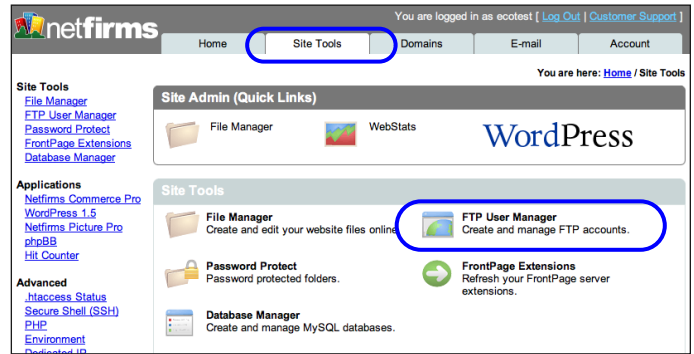 netfirms
You are logged in as ecotest [ Log Out | Customer Support ]
Home
Site Tools
Domains
E-mail
Account
You are here: Home / Site Tools
Site Tools
File Manager
FTP User Manager
Password Protect
FrontPage Extensions
Database Manager
Applications
Netfirms Commerce Pro
WordPress 1.5
Netfirms Picture Pro
phpBB
Hit Counter
Advanced
.htaccess Status
Secure Shell (SSH)
PHP
Environment
Dedicated IP
Site Admin (Quick Links)
File Manager
WebStats
WordPress
Site Tools
File Manager
Create and edit your website files online
FTP User Manager
Create and manage FTP accounts.
Password Protect
Password protected folders.
FrontPage Extensions
Refresh your FrontPage server
extensions.
Database Manager
Create and manage MySQL databases.